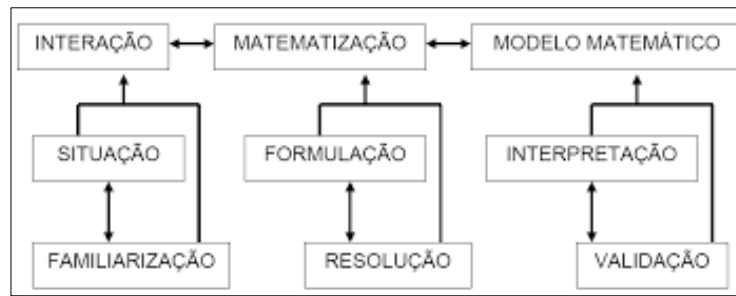 INTERAÇÃO
MATEMATIZAÇÃO
MODELO MATEMÁTICO
SITUAÇÃO
FORMULAÇÃO
INTERPRETAÇÃO
FAMILIARIZAÇÃO
RESOLUÇÃO
VALIDAÇÃO